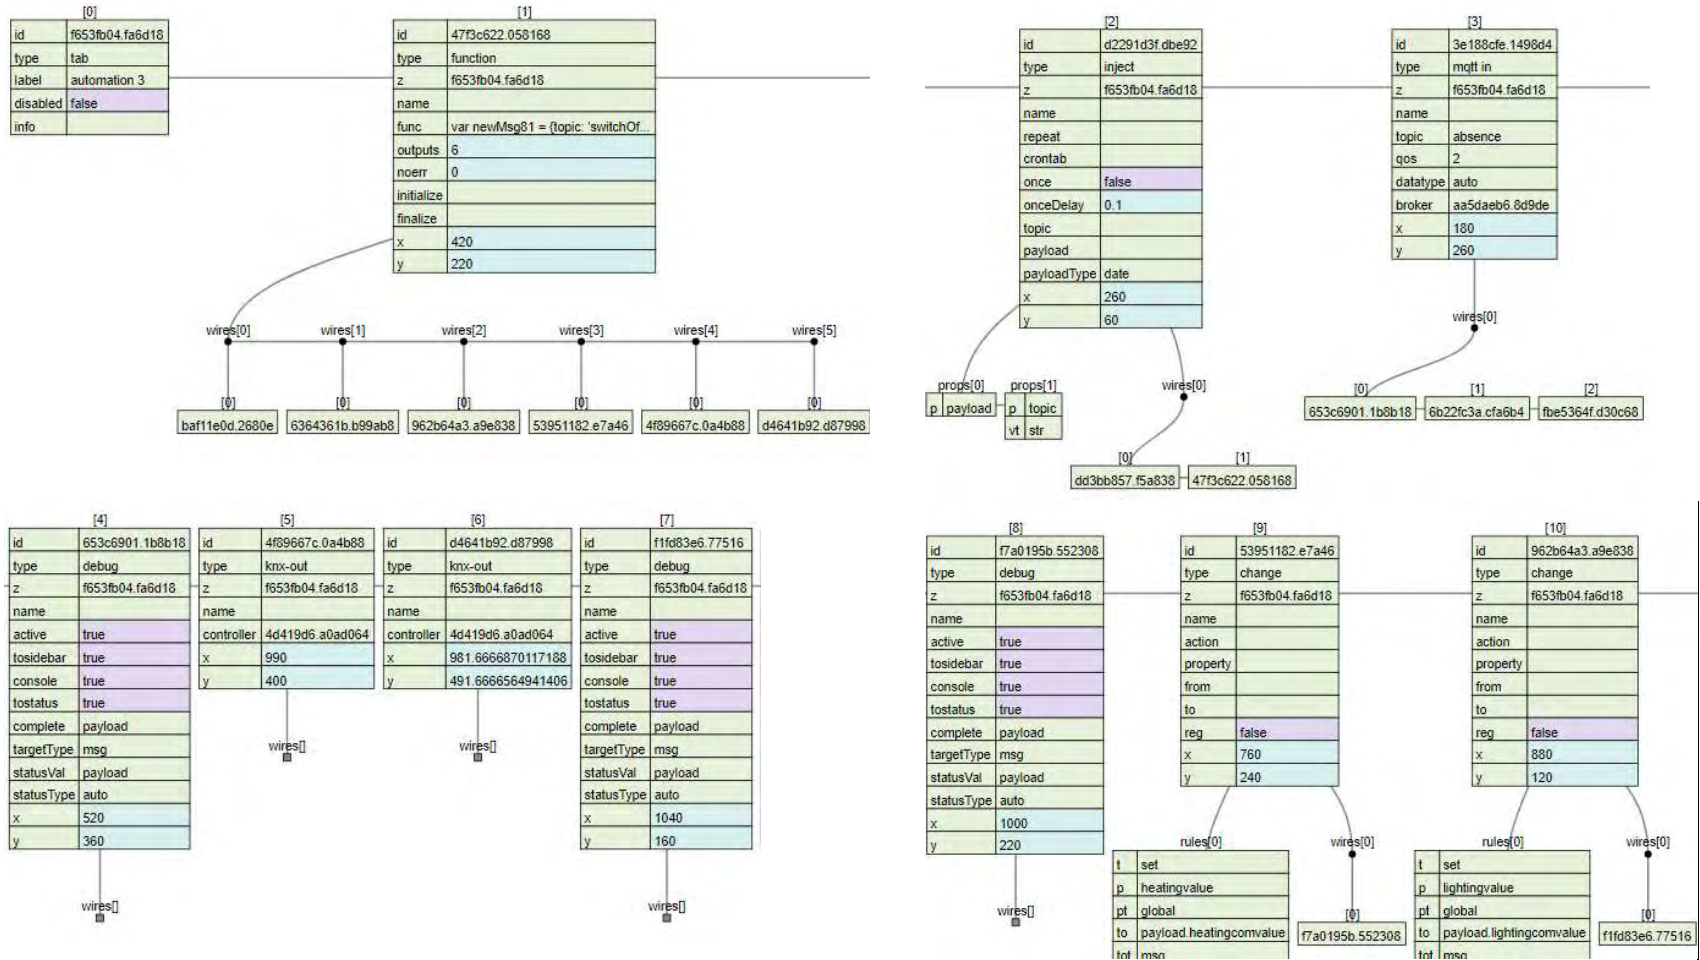 [0]
id f653fb04.fa6d18
type tab
label automation 3
disabled false
info
[1]
id 47f3c622.058168
type function
z f653fb04.fa6d18
name
func var newMsg81 = {topic: 'switchOf...
outputs 6
noerr 0
initialize
finalize
x 420
y 220
wires[0] wires[1] wires[2] wires[3] wires[4] wires[5]
[0] [0] [0] [0] [0] [0]
baf11e0d.2680e 6364361b.b99ab8 962b64a3.a9e838 53951182.e7a46 4f89667c.0a4b88 d4641b92.d87998
[2]
id d2291d3f.dbe92
type inject
z f653fb04.fa6d18
name
repeat
crontab
once false
onceDelay 0.1
topic
payload
payloadType date
x 260
y 60
props[0] props[1] wires[0]
p payload
p topic
vt str
[0] [1]
dd3bb857.f5a838 47f3c622.058168
[3]
id 3e188cfe.1498d4
type mqtt in
z f653fb04.fa6d18
name
topic absence
qos 2
datatype auto
broker aa5daeb6.8d9de
x 180
y 260
wires[0]
[0] [1] [2]
653c6901.1b8b18 6b22fc3a.cfa6b4 fbe5364f.d30c68
[4]
id 653c6901.1b8b18
type debug
z f653fb04.fa6d18
name
active true
tosidebar true
console true
tostatus true
complete payload
targetType msg
statusVal payload
statusType auto
x 520
y 360
wires[]
[5]
id 4f89667c.0a4b88
type knx-out
z f653fb04.fa6d18
name
controller 4d419d6.a0ad064
x 990
y 400
wires[]
[6]
id d4641b92.d87998
type knx-out
z f653fb04.fa6d18
name
controller 4d419d6.a0ad064
x 981.6666870117188
y 491.6666564941406
wires[]
[7]
id f1fd83e6.77516
type debug
z f653fb04.fa6d18
name
active true
tosidebar true
console true
tostatus true
complete payload
targetType msg
statusVal payload
statusType auto
x 1040
y 160
wires[]
[8]
id f7a0195b.552308
type debug
z f653fb04.fa6d18
name
active true
tosidebar true
console true
tostatus true
complete payload
targetType msg
statusVal payload
statusType auto
x 1000
y 220
wires[]
[9]
id 53951182.e7a46
type change
z f653fb04.fa6d18
name
action
property
from
to
reg false
x 760
y 240
rules[0] wires[0]
t set
p heatingvalue
pt global
to payload.heatingcomvalue
tot msg
[0]
f7a0195b.552308
[10]
id 962b64a3.a9e838
type change
z f653fb04.fa6d18
name
action
property
from
to
reg false
x 880
y 120
rules[0] wires[0]
t set
p lightingvalue
pt global
to payload.lightingcomvalue
tot msg
[0]
f1fd83e6.77516